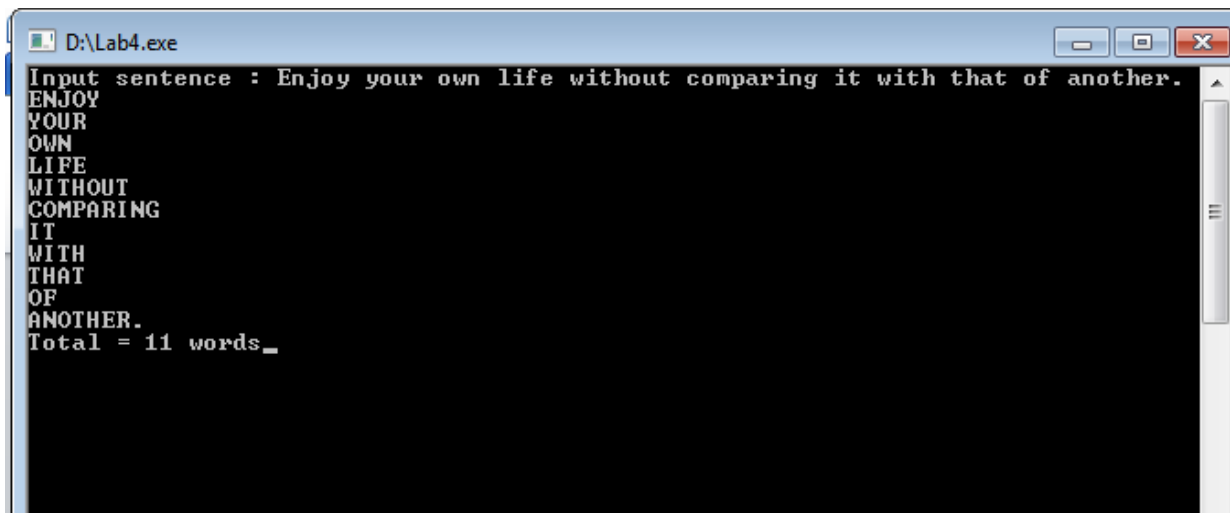 D:\Lab4.exe
Input sentence : Enjoy your own life without comparing it with that of another.
ENJOY
YOUR
OWN
LIFE
WITHOUT
COMPARING
IT
WITH
THAT
OF
ANOTHER.
Total = 11 words_